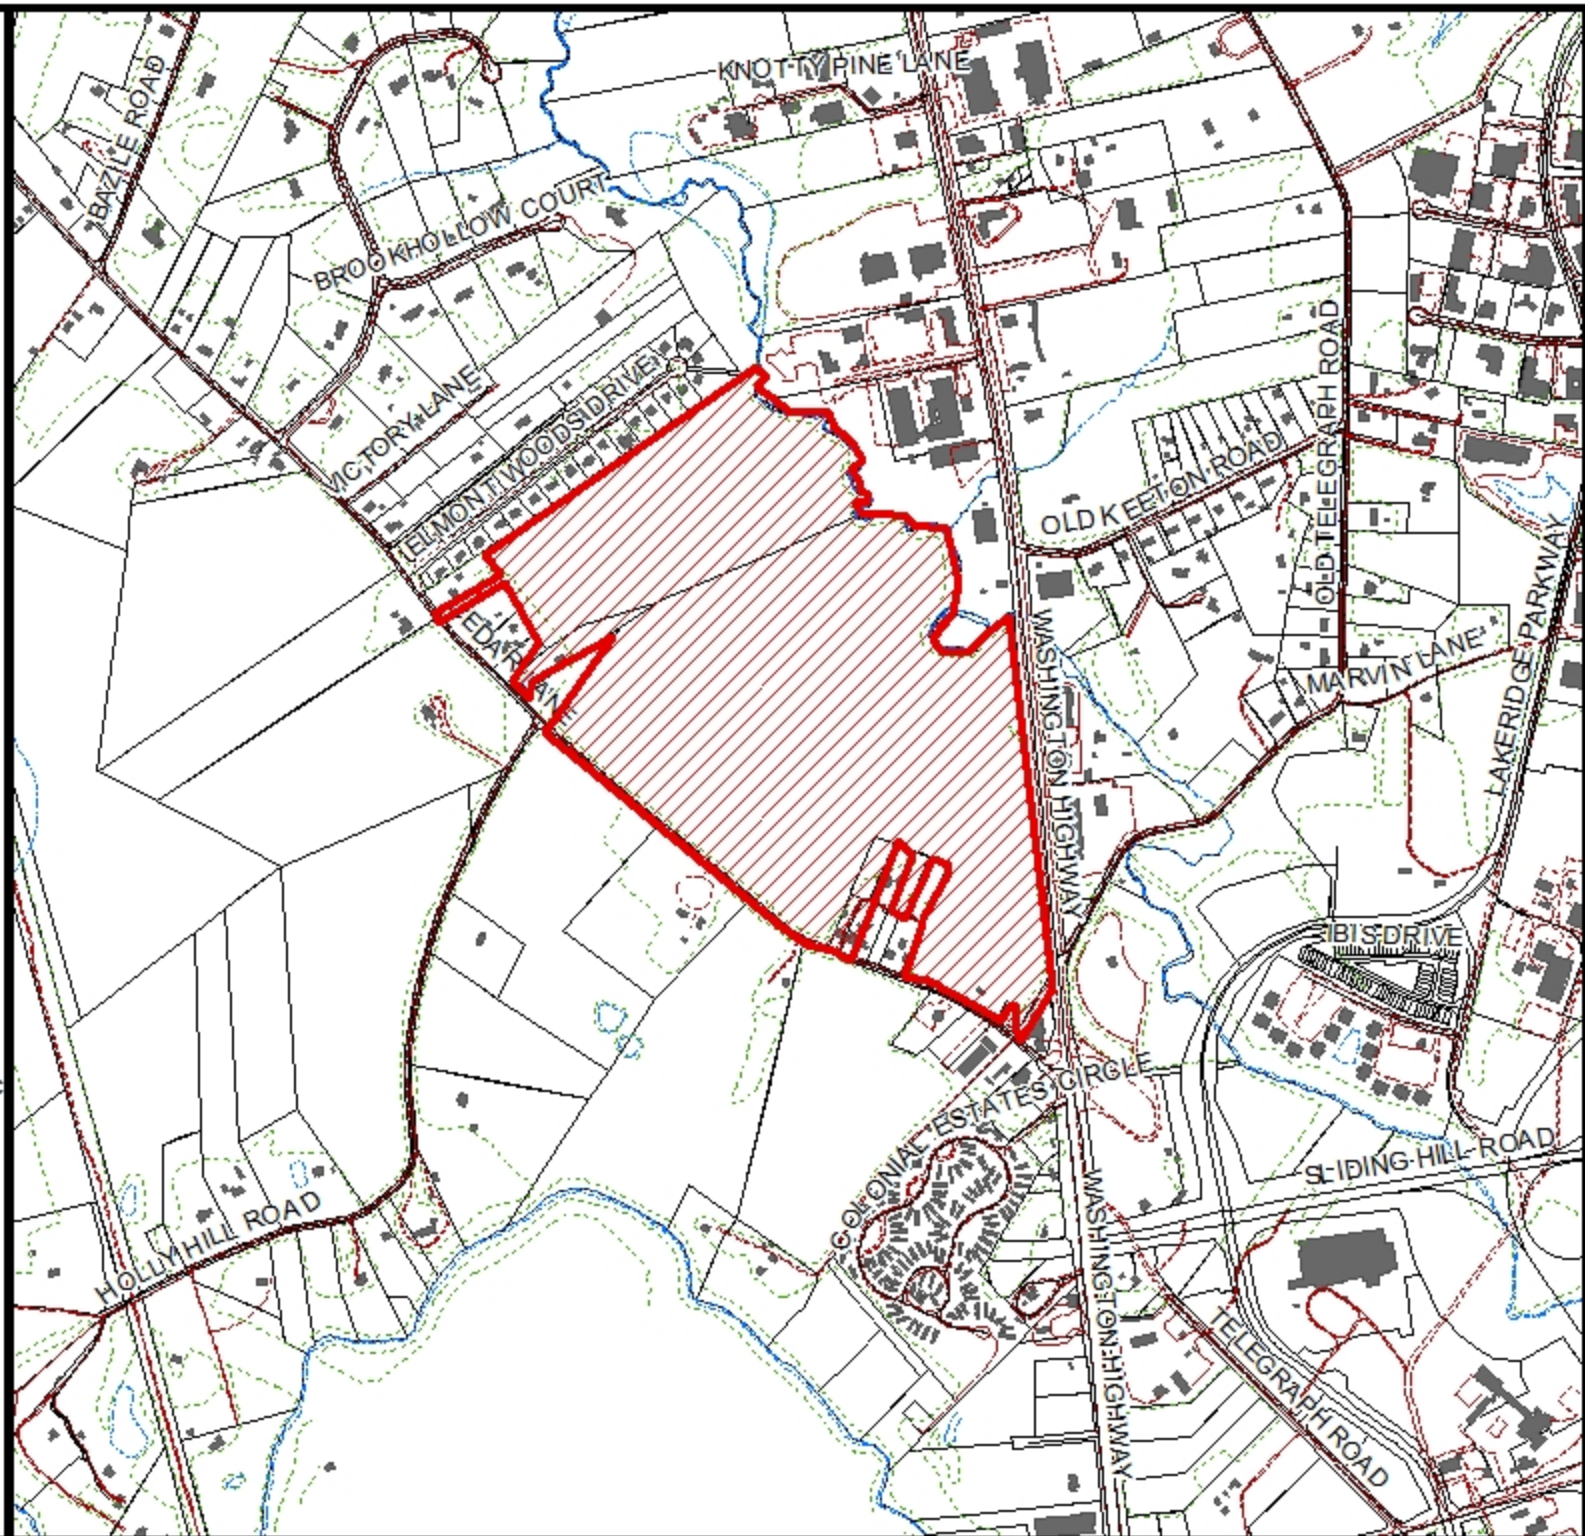 KNOTTY PINE LANE
BAZILE ROAD
BROOKHOLLOW COURT
VICTORY LANE
ELMONT WOODS DRIVE
OLD TELEGRAPH ROAD
OLD KEETON ROAD
EDAR LANE
WASHINGTON HIGHWAY
MARVIN LANE
LAKERIDGE PARKWAY
IBIS DRIVE
COLONIAL ESTATES CIRCLE
SLIDING HILL ROAD
HOLLY HILL ROAD
WASHINGTON HIGHWAY
TELEGRAPH ROAD